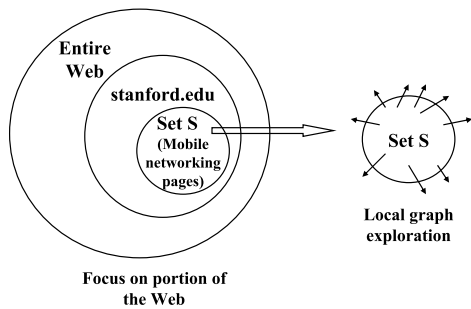 Entire
Web
stanford.edu
Set S
(Mobile
networking
pages)
Set S
Local graph
exploration
Focus on portion of
the Web